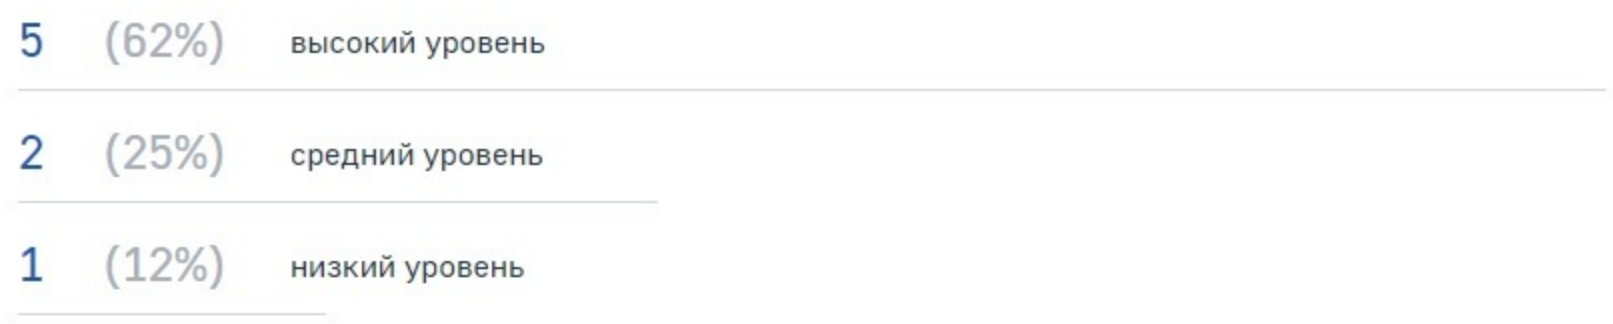 5 (62%) высокий уровень
2 (25%) средний уровень
1 (12%) низкий уровень